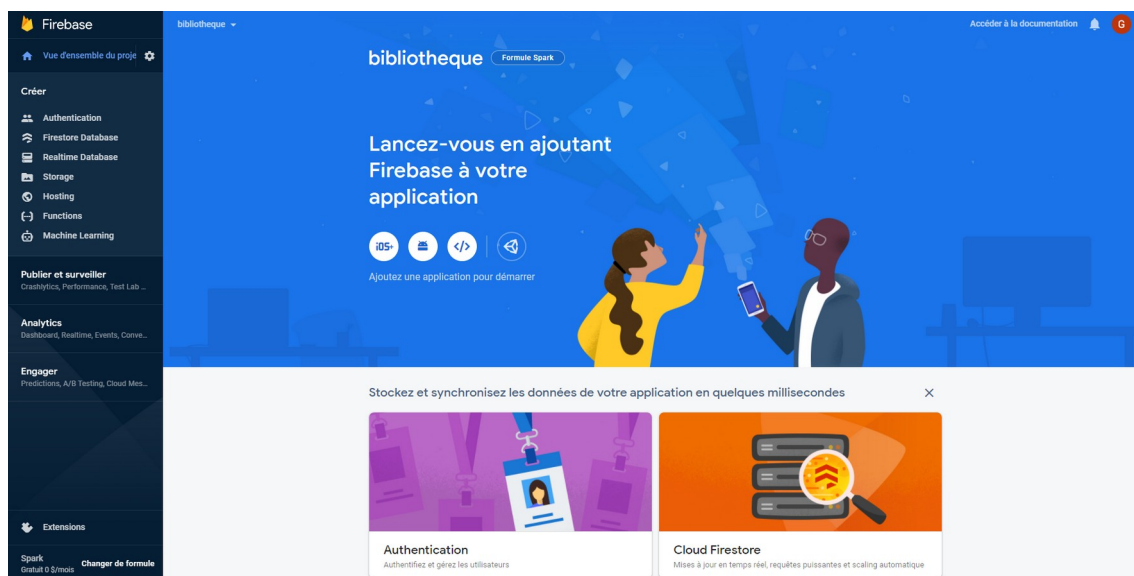 Firebase
bibliotheque
Accéder à la documentation
G
Vue d'ensemble du proje
Créer
Authentication
Firestore Database
Realtime Database
Storage
Hosting
Functions
Machine Learning
Publier et surveiller
Crashlytics, Performance, Test Lab ...
Analytics
Dashboard, Realtime, Events, Conve...
Engager
Predictions, A/B Testing, Cloud Mes...
Extensions
Spark
Gratuit 0 $/mois
Changer de formule
bibliotheque
Formule Spark
Lancez-vous en ajoutant
Firebase à votre
application
iOS+
Ajoutez une application pour démarrer
Stockez et synchronisez les données de votre application en quelques millisecondes
Authentication
Authentifiez et gérez les utilisateurs
Cloud Firestore
Mises à jour en temps réel, requêtes puissantes et scaling automatique